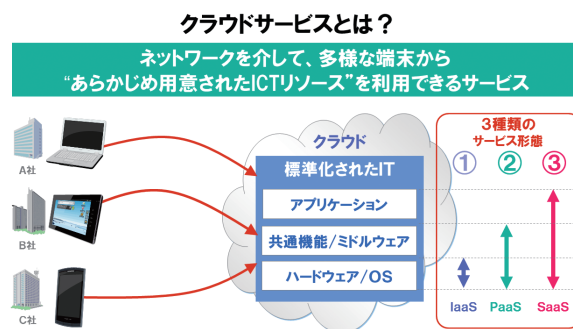 クラウドサービスとは？
ネットワークを介して、多様な端末から
“あらかじめ用意されたICTリソース”を利用できるサービス
A社
B社
C社
クラウド
標準化されたIT
アプリケーション
共通機能/ミドルウェア
ハードウェア/OS
3種類の
サービス形態
① ② ③
IaaS PaaS SaaS